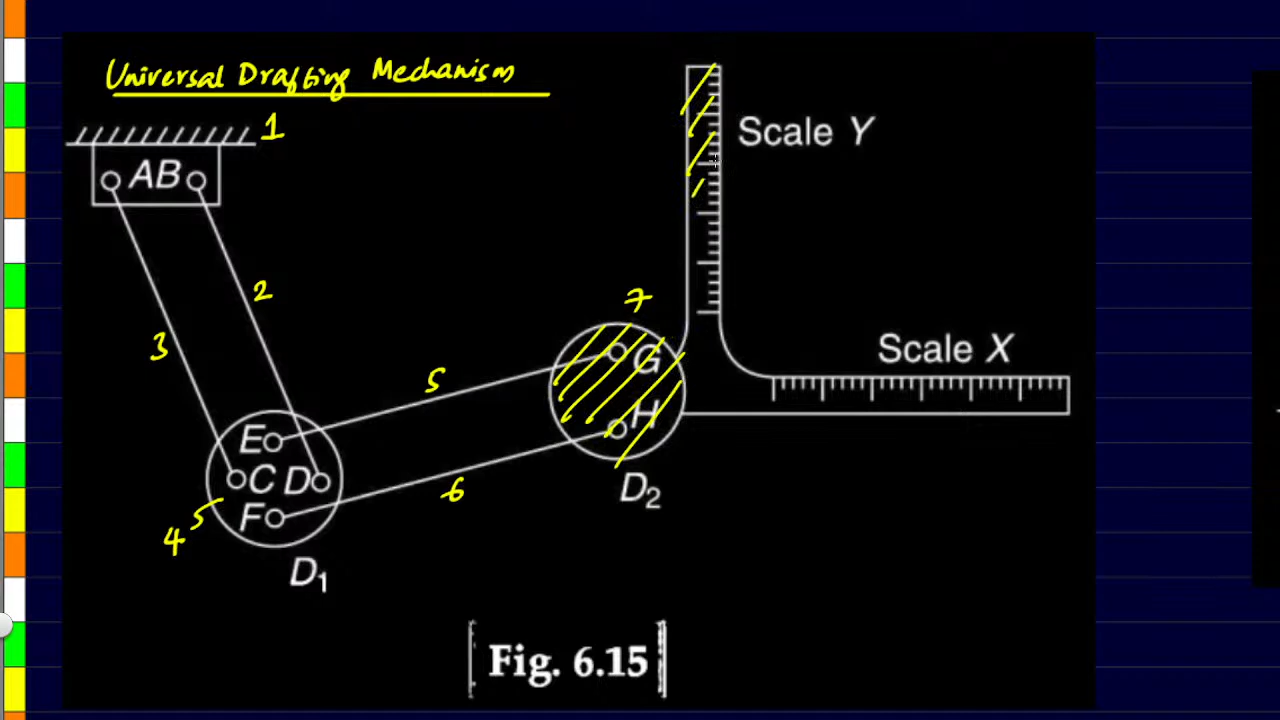 Universal Drafting Mechanism
1
AB
Scale Y
2
3
7
G
Scale X
5
H
E
C D
6
D2
F
4
D1
Fig. 6.15